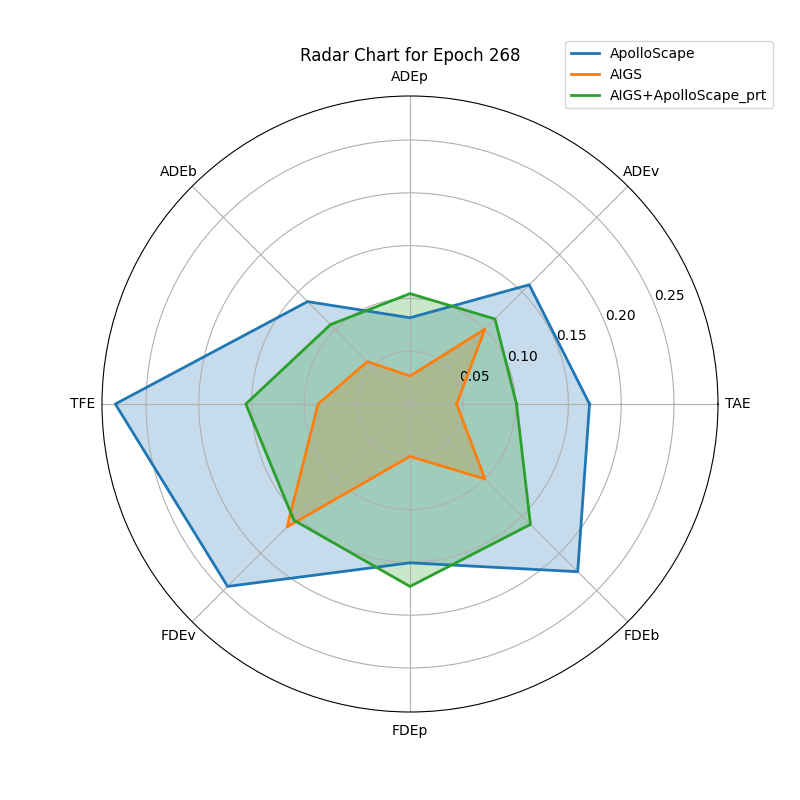 Radar Chart for Epoch 268
ApolloScape
AIGS
AIGS+ApolloScape_prt
ADEp
ADEb
ADEv
0.25
0.20
0.15
0.10
0.05
TFE
TAE
FDEv
FDEb
FDEp